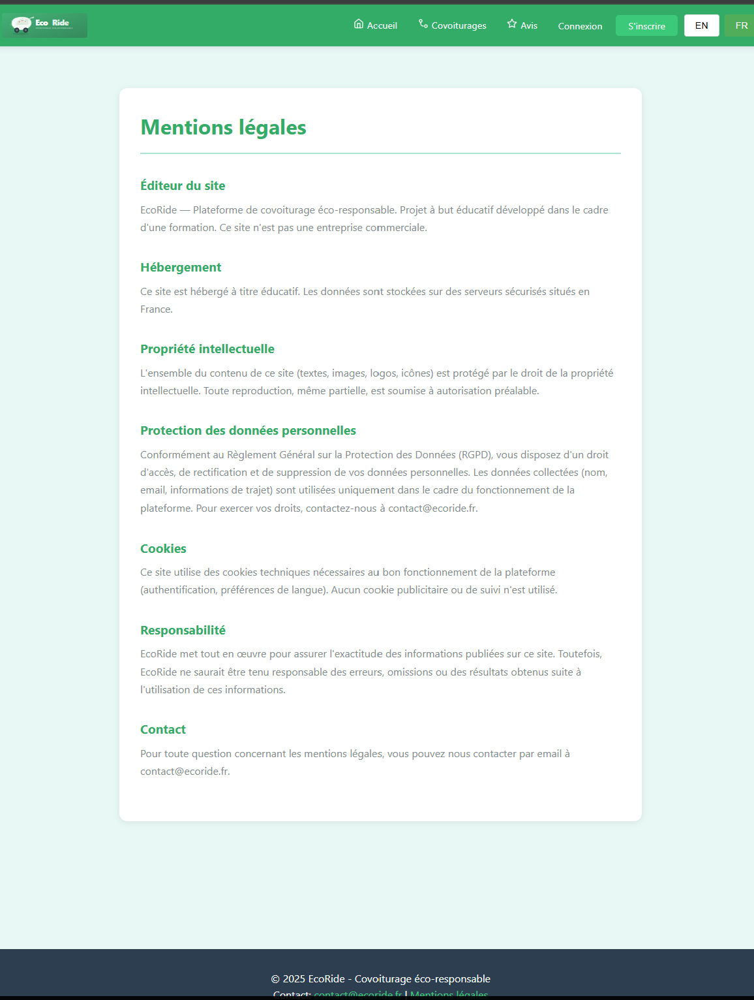 Eco Ride
Accueil
Covoiturages
Avis
Connexion
S'inscrire
EN
FR
Mentions légales
Éditeur du site
EcoRide — Plateforme de covoiturage éco-responsable. Projet à but éducatif développé dans le cadre
d'une formation. Ce site n'est pas une entreprise commerciale.
Hébergement
Ce site est hébergé à titre éducatif. Les données sont stockées sur des serveurs sécurisés situés en
France.
Propriété intellectuelle
L'ensemble du contenu de ce site (textes, images, logos, icônes) est protégé par le droit de la propriété
intellectuelle. Toute reproduction, même partielle, est soumise à autorisation préalable.
Protection des données personnelles
Conformément au Règlement Général sur la Protection des Données (RGPD), vous disposez d'un droit
d'accès, de rectification et de suppression de vos données personnelles. Les données collectées (nom,
email, informations de trajet) sont utilisées uniquement dans le cadre du fonctionnement de la
plateforme. Pour exercer vos droits, contactez-nous à contact@ecoride.fr.
Cookies
Ce site utilise des cookies techniques nécessaires au bon fonctionnement de la plateforme
(authentification, préférences de langue). Aucun cookie publicitaire ou de suivi n'est utilisé.
Responsabilité
EcoRide met tout en œuvre pour assurer l'exactitude des informations publiées sur ce site. Toutefois,
EcoRide ne saurait être tenu responsable des erreurs, omissions ou des résultats obtenus suite à
l'utilisation de ces informations.
Contact
Pour toute question concernant les mentions légales, vous pouvez nous contacter par email à
contact@ecoride.fr.
© 2025 EcoRide - Covoiturage éco-responsable
Contact: contact@ecoride.fr | Mentions légales